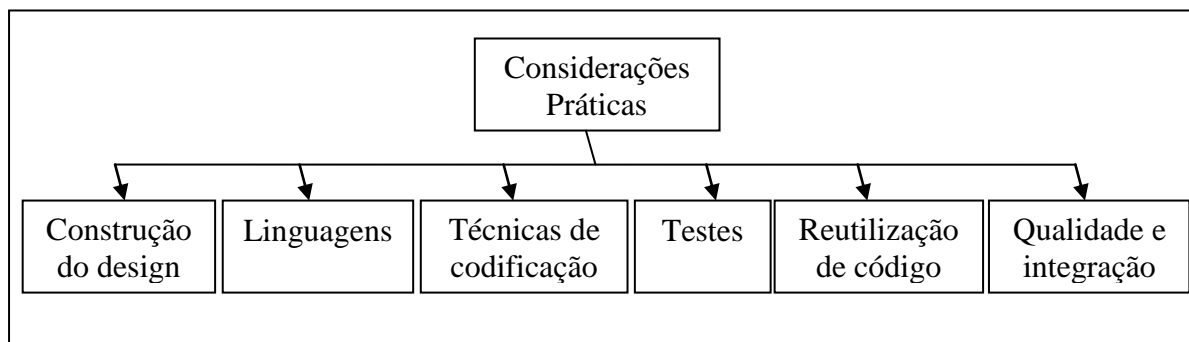 Considerações
Práticas
Construção
do design
Linguagens
Técnicas de
codificação
Testes
Reutilização
de código
Qualidade e
integração